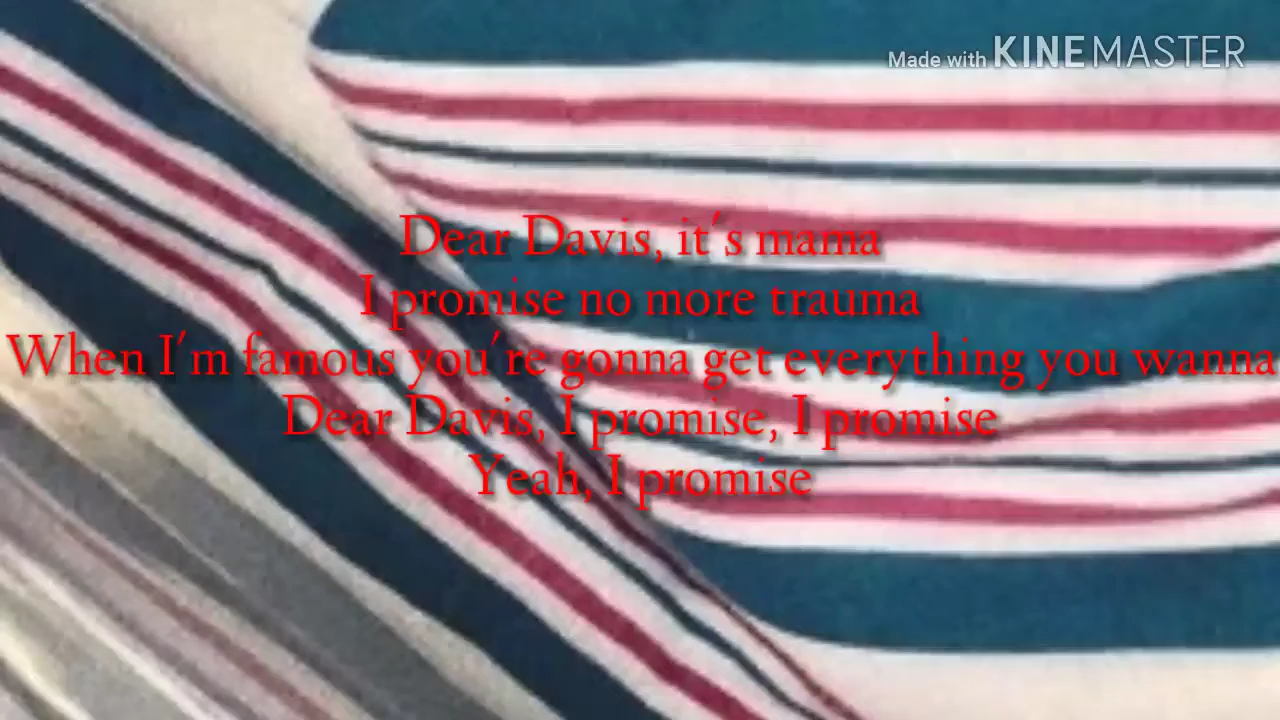 Made with KINEMASTER
Dear Davis, it's mama
I promise no more trauma
When I'm famous you're gonna get everything you wanna
Dear Davis, I promise, I promise
Yeah, I promise